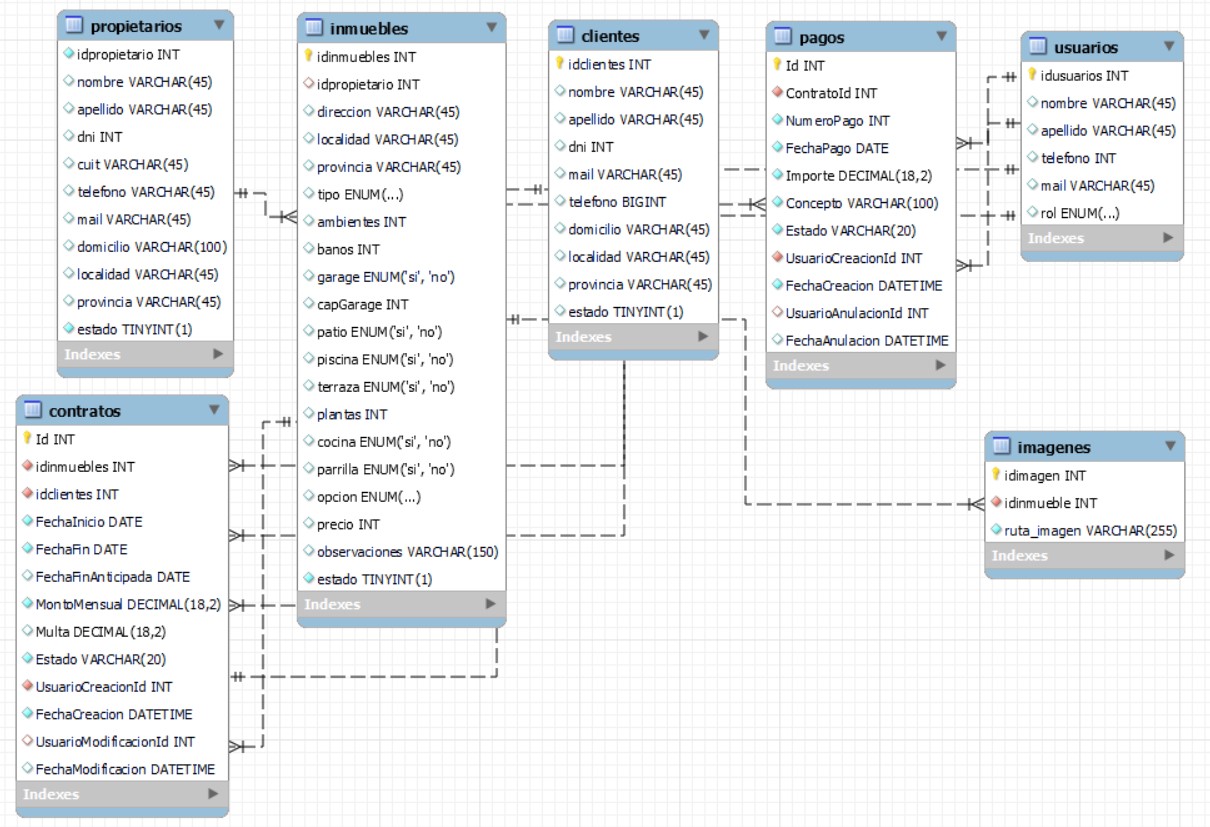 propietarios
idpropietario INT
nombre VARCHAR(45)
apellido VARCHAR(45)
dni INT
cuit VARCHAR(45)
telefono VARCHAR(45)
mail VARCHAR(45)
domicilio VARCHAR(100)
localidad VARCHAR(45)
provincia VARCHAR(45)
estado TINYINT(1)
Indexes
inmuebles
idinmuebles INT
idpropietario INT
direccion VARCHAR(45)
localidad VARCHAR(45)
provincia VARCHAR(45)
tipo ENUM(...)
ambientes INT
banos INT
garage ENUM('si', 'no')
capGarage INT
patio ENUM('si', 'no')
piscina ENUM('si', 'no')
terraza ENUM('si', 'no')
plantas INT
cocina ENUM('si', 'no')
parrilla ENUM('si', 'no')
opcion ENUM(...)
precio INT
observaciones VARCHAR(150)
estado TINYINT(1)
Indexes
clientes
idclientes INT
nombre VARCHAR(45)
apellido VARCHAR(45)
dni INT
mail VARCHAR(45)
telefono BIGINT
domicilio VARCHAR(45)
localidad VARCHAR(45)
provincia VARCHAR(45)
estado TINYINT(1)
Indexes
pagos
Id INT
ContratoId INT
NumeroPago INT
FechaPago DATE
Importe DECIMAL(18,2)
Concepto VARCHAR(100)
Estado VARCHAR(20)
UsuarioCreacionId INT
FechaCreacion DATETIME
UsuarioAnulacionId INT
FechaAnulacion DATETIME
Indexes
usuarios
idusuarios INT
nombre VARCHAR(45)
apellido VARCHAR(45)
telefono INT
mail VARCHAR(45)
rol ENUM(...)
Indexes
contratos
Id INT
idinmuebles INT
idclientes INT
FechaInicio DATE
FechaFin DATE
FechaFinAnticipada DATE
MontoMensual DECIMAL(18,2)
Multa DECIMAL(18,2)
Estado VARCHAR(20)
UsuarioCreacionId INT
FechaCreacion DATETIME
UsuarioModificacionId INT
FechaModificacion DATETIME
Indexes
imagenes
idimagen INT
idinmueble INT
ruta_imagen VARCHAR(255)
Indexes